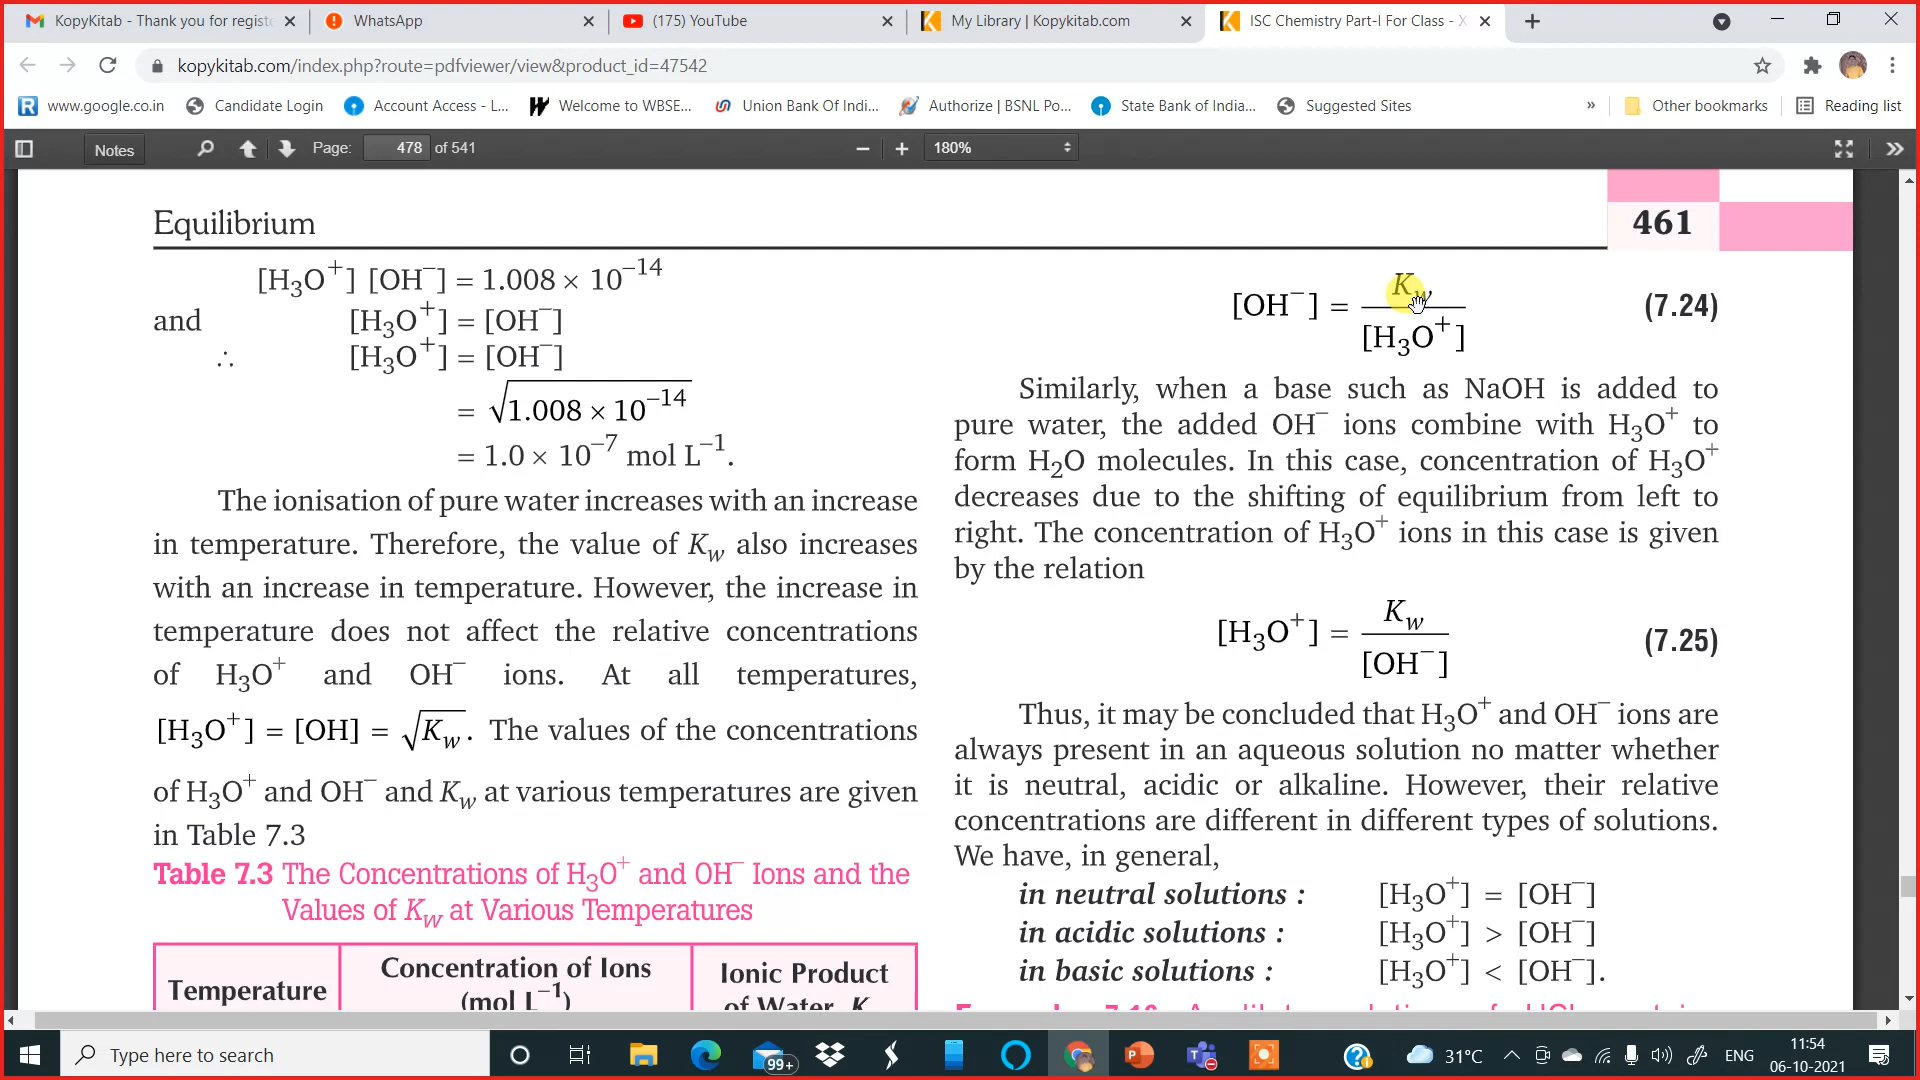 KopyKitab - Thank you for registe
WhatsApp
(175) YouTube
My Library | Kopykitab.com
ISC Chemistry Part-I For Class - X
kopykitab.com/index.php?route=pdfviewer/view&product_id=47542
www.google.co.in
Candidate Login
Account Access - L...
Welcome to WBSE...
Union Bank Of Indi...
Authorize | BSNL Po...
State Bank of India...
Suggested Sites
»
Other bookmarks
Reading list
Notes
Page: 478 of 541
180%
Equilibrium
461
[H₃O⁺] [OH⁻] = 1.008 × 10⁻¹⁴
and [H₃O⁺] = [OH⁻]
∴ [H₃O⁺] = [OH⁻]
= √1.008 × 10⁻¹⁴
= 1.0 × 10⁻⁷ mol L⁻¹.
The ionisation of pure water increases with an increase
in temperature. Therefore, the value of K_w also increases
with an increase in temperature. However, the increase in
temperature does not affect the relative concentrations
of H₃O⁺ and OH⁻ ions. At all temperatures,
[H₃O⁺] = [OH] = √K_w. The values of the concentrations
of H₃O⁺ and OH⁻ and K_w at various temperatures are given
in Table 7.3
Table 7.3 The Concentrations of H₃O⁺ and OH⁻ Ions and the
Values of K_w at Various Temperatures
Temperature
Concentration of Ions
(mol L⁻¹)
Ionic Product
of Water, K
[OH⁻] = K_w / [H₃O⁺] (7.24)
Similarly, when a base such as NaOH is added to
pure water, the added OH⁻ ions combine with H₃O⁺ to
form H₂O molecules. In this case, concentration of H₃O⁺
decreases due to the shifting of equilibrium from left to
right. The concentration of H₃O⁺ ions in this case is given
by the relation
[H₃O⁺] = K_w / [OH⁻] (7.25)
Thus, it may be concluded that H₃O⁺ and OH⁻ ions are
always present in an aqueous solution no matter whether
it is neutral, acidic or alkaline. However, their relative
concentrations are different in different types of solutions.
We have, in general,
in neutral solutions : [H₃O⁺] = [OH⁻]
in acidic solutions : [H₃O⁺] > [OH⁻]
in basic solutions : [H₃O⁺] < [OH⁻].
Type here to search
99+
31°C
ENG
11:54
06-10-2021